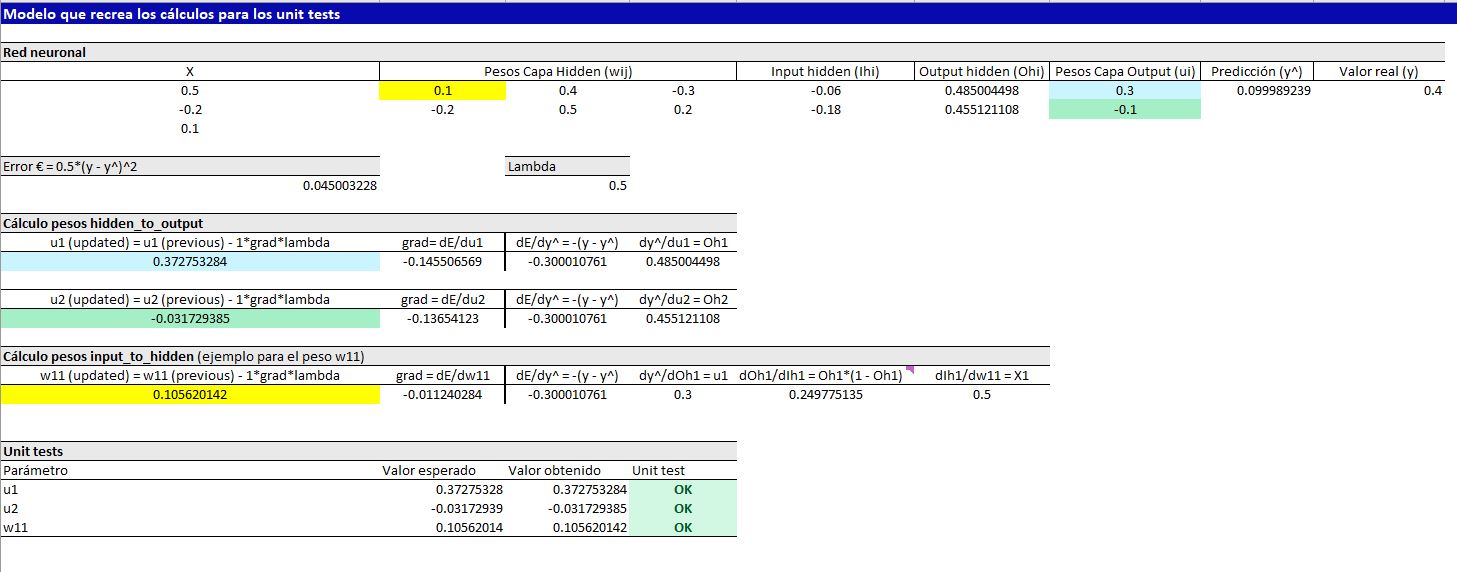 Modelo que recrea los cálculos para los unit tests
Red neuronal
X Pesos Capa Hidden (wij) Input hidden (Ihi) Output hidden (Ohi) Pesos Capa Output (ui) Predicción (y^) Valor real (y)
0.5 0.1 0.4 -0.3 -0.06 0.485004498 0.3 0.099989239 0.4
-0.2 -0.2 0.5 0.2 -0.18 0.455121108 -0.1
0.1
Error € = 0.5*(y - y^)^2 Lambda
0.045003228 0.5
Cálculo pesos hidden_to_output
u1 (updated) = u1 (previous) - 1*grad*lambda grad= dE/du1 dE/dy^ = -(y - y^) dy^/du1 = Oh1
0.372753284 -0.145506569 -0.300010761 0.485004498
u2 (updated) = u2 (previous) - 1*grad*lambda grad = dE/du2 dE/dy^ = -(y - y^) dy^/du2 = Oh2
-0.031729385 -0.13654123 -0.300010761 0.455121108
Cálculo pesos input_to_hidden (ejemplo para el peso w11)
w11 (updated) = w11 (previous) - 1*grad*lambda grad = dE/dw11 dE/dy^ = -(y - y^) dy^/dOh1 = u1 dOh1/dIh1 = Oh1*(1 - Oh1) dIh1/dw11 = X1
0.105620142 -0.011240284 -0.300010761 0.3 0.249775135 0.5
Unit tests
Parámetro Valor esperado Valor obtenido Unit test
u1 0.37275328 0.372753284 OK
u2 -0.03172939 -0.031729385 OK
w11 0.10562014 0.105620142 OK